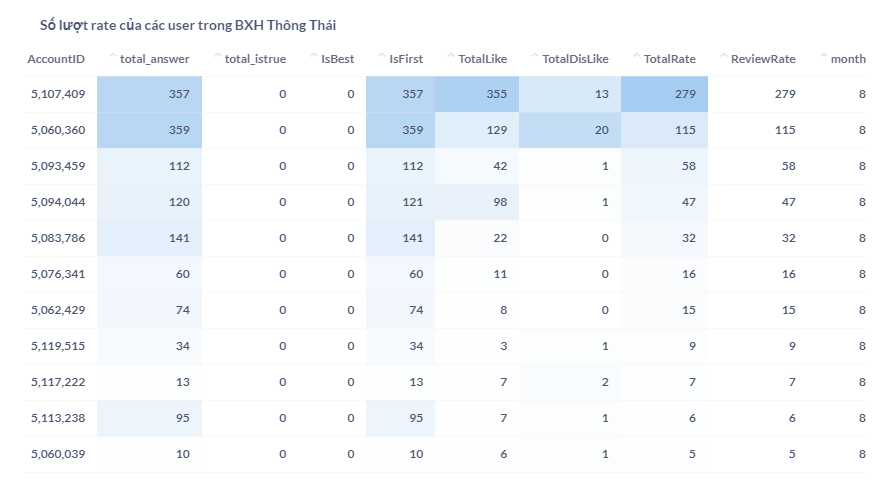 Số lượt rate của các user trong BXH Thông Thái
AccountID total_answer total_istrue IsBest IsFirst TotalLike TotalDisLike TotalRate ReviewRate month
5,107,409 357 0 0 357 355 13 279 279 8
5,060,360 359 0 0 359 129 20 115 115 8
5,093,459 112 0 0 112 42 1 58 58 8
5,094,044 120 0 0 121 98 1 47 47 8
5,083,786 141 0 0 141 22 0 32 32 8
5,076,341 60 0 0 60 11 0 16 16 8
5,062,429 74 0 0 74 8 0 15 15 8
5,119,515 34 0 0 34 3 1 9 9 8
5,117,222 13 0 0 13 7 2 7 7 8
5,113,238 95 0 0 95 7 1 6 6 8
5,060,039 10 0 0 10 6 1 5 5 8